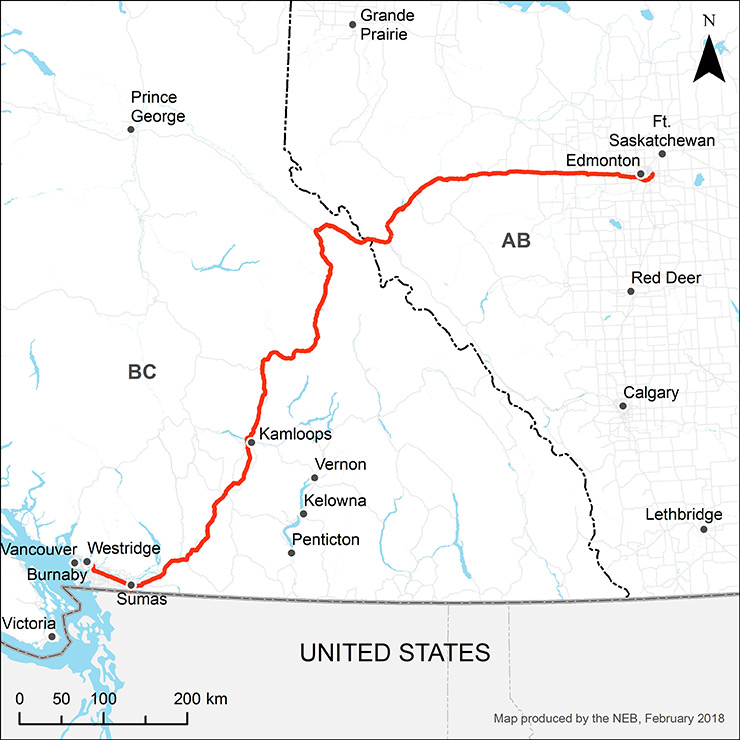 Grande
Prairie
N
Prince
George
Ft.
Saskatchewan
Edmonton
AB
Red Deer
BC
Calgary
Kamloops
Vernon
Kelowna
Lethbridge
Penticton
Vancouver
Westridge
Burnaby
Sumas
Victoria
UNITED STATES
0 50 100 200 km
Map produced by the NEB, February 2018